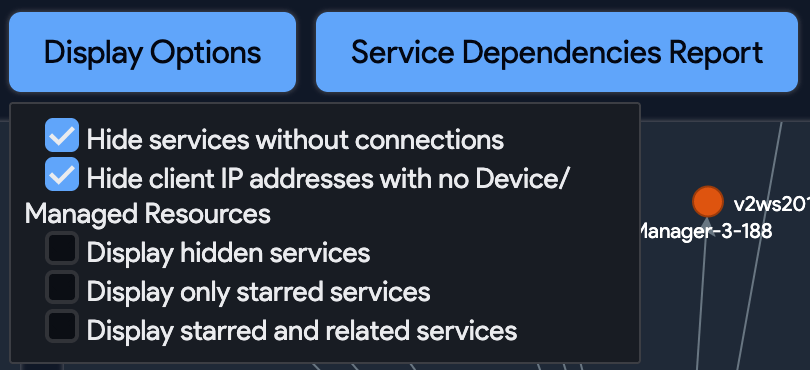 Display Options
Service Dependencies Report
Hide services without connections
Hide client IP addresses with no Device/
Managed Resources
Display hidden services
Display only starred services
Display starred and related services
v2ws201
Manager-3-188